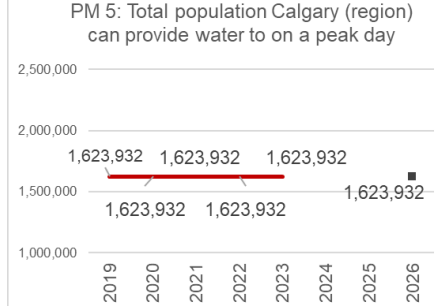 PM 5: Total population Calgary (region)
can provide water to on a peak day
2,500,000
2,000,000
1,623,932 1,623,932 1,623,932
1,500,000
1,623,932
1,623,932 1,623,932
1,000,000
2019 2020 2021 2022 2023 2024 2025 2026